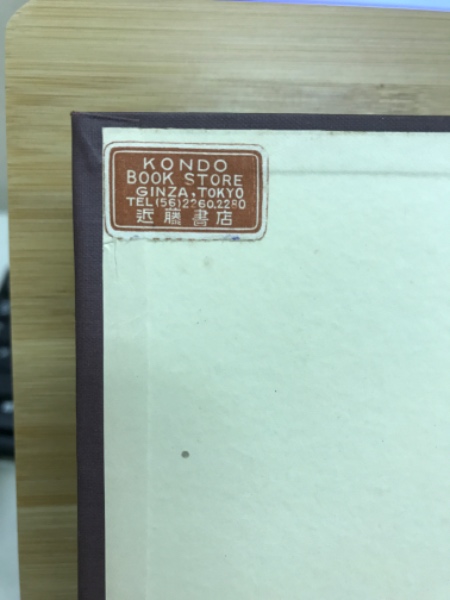 KONDO
BOOK STORE
GINZA, TOKYO
TEL(56)2260.2280
近藤書店